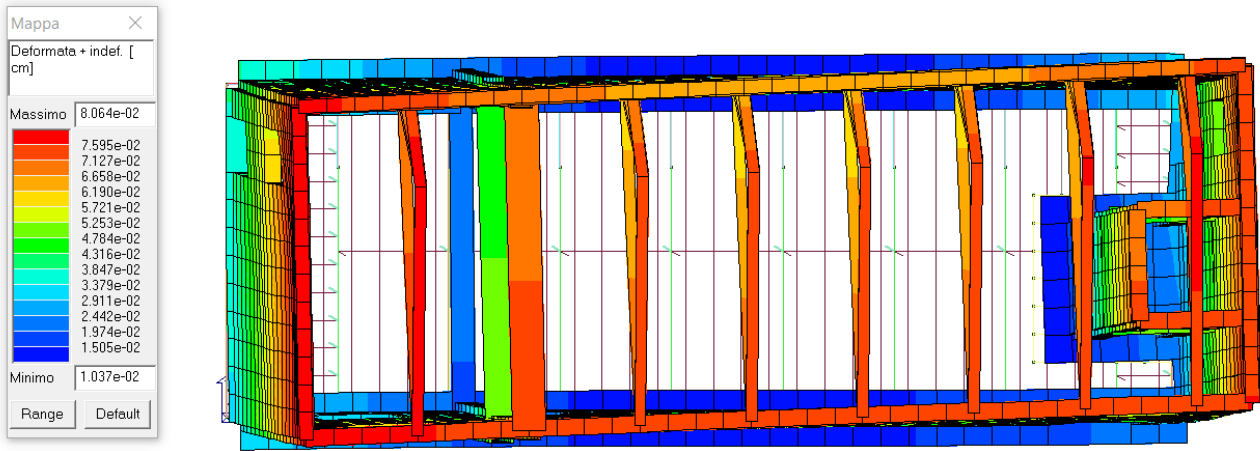 Mappa
Deformata + indef. [
cm]
Massimo 8.064e-02
7.595e-02
7.127e-02
6.658e-02
6.190e-02
5.721e-02
5.253e-02
4.784e-02
4.316e-02
3.847e-02
3.379e-02
2.911e-02
2.442e-02
1.974e-02
1.505e-02
Minimo 1.037e-02
Range Default